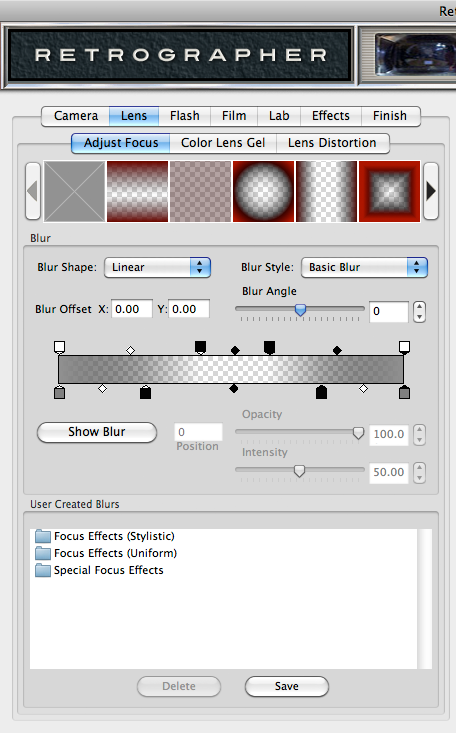 Ret
RETROGRAPHER
Camera Lens Flash Film Lab Effects Finish
Adjust Focus Color Lens Gel Lens Distortion
Blur
Blur Shape: Linear Blur Style: Basic Blur
Blur Angle
Blur Offset X: 0.00 Y: 0.00 0
Opacity
Show Blur 0 100.0
Position
Intensity
50.00
User Created Blurs
Focus Effects (Stylistic)
Focus Effects (Uniform)
Special Focus Effects
Delete Save